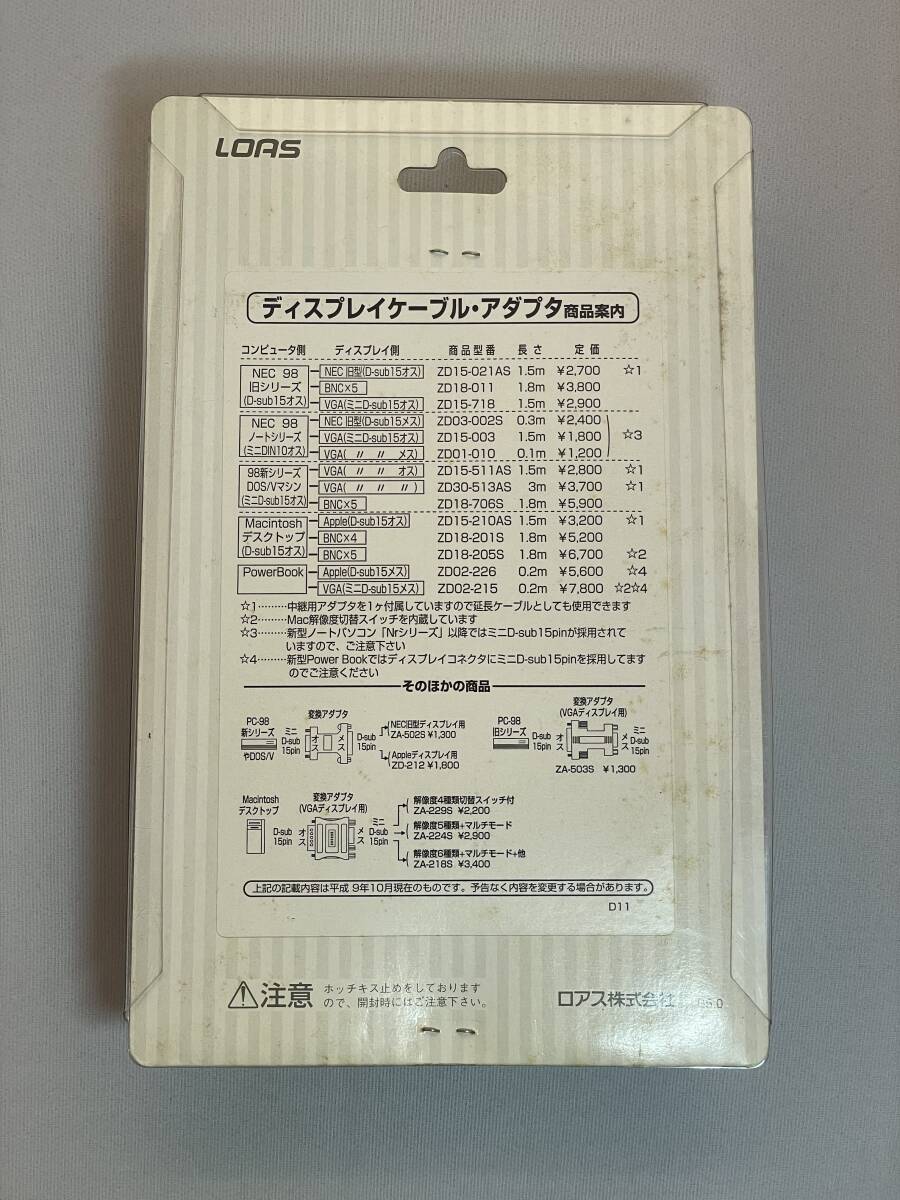 LOAS
ディスプレイケーブル・アダプタ商品案内
コンピュータ側 ディスプレイ側 商品型番 長さ 定価
NEC 98 旧シリーズ (D-sub15オス) NEC旧型(D-sub15オス) ZD15-021AS 1.5m ¥2,700 ☆1
BNC×5 ZD18-011 1.8m ¥3,800
VGA(ミニD-sub15オス) ZD15-718 1.5m ¥2,900
NEC 98 ノートシリーズ (ミニDIN10オス) NEC旧型(D-sub15メス) ZD03-002S 0.3m ¥2,400
VGA(ミニD-sub15オス) ZD15-003 1.5m ¥1,800 ☆3
VGA( 〃 〃 メス) ZD01-010 0.1m ¥1,200
98新シリーズ DOS/Vマシン (ミニD-sub15オス) VGA( 〃 〃 オス) ZD15-511AS 1.5m ¥2,800 ☆1
VGA( 〃 〃 〃 ) ZD30-513AS 3m ¥3,700 ☆1
BNC×5 ZD18-706S 1.8m ¥5,900
Macintosh デスクトップ (D-sub15オス) Apple(D-sub15オス) ZD15-210AS 1.5m ¥3,200 ☆1
BNC×4 ZD18-201S 1.8m ¥5,200
BNC×5 ZD18-205S 1.8m ¥6,700 ☆2
PowerBook Apple(D-sub15メス) ZD02-226 0.2m ¥5,600 ☆4
VGA(ミニD-sub15メス) ZD02-215 0.2m ¥7,800 ☆2☆4
☆1………中継用アダプタを1ヶ付属していますので延長ケーブルとしても使用できます
☆2………Mac解像度切替スイッチを内蔵しています
☆3………新型ノートパソコン「Nrシリーズ」以降ではミニD-sub15pinが採用されて
いますので、ご注意下さい
☆4………新型Power BookではディスプレイコネクタにミニD-sub15pinを採用してます
のでご注意ください
そのほかの商品
PC-98
新シリーズ
やDOS/V
ミニ
D-sub
15pin
変換アダプタ
オス
メス
D-sub
15pin
NEC旧型ディスプレイ用
ZA-502S ¥1,300
Appleディスプレイ用
ZD-212 ¥1,800
PC-98
旧シリーズ
D-sub
15pin
変換アダプタ
(VGAディスプレイ用)
オス
メス
ミニ
D-sub
15pin
ZA-503S ¥1,300
Macintosh
デスクトップ
D-sub
15pin
変換アダプタ
(VGAディスプレイ用)
オス
メス
ミニ
D-sub
15pin
解像度4種類切替スイッチ付
ZA-229S ¥2,200
解像度5種類+マルチモード
ZA-224S ¥2,900
解像度6種類+マルチモード+他
ZA-218S ¥3,400
上記の記載内容は平成 9年10月現在のものです。予告なく内容を変更する場合があります。
D11
注意 ホッチキス止めをしております
ので、開封時にはご注意下さい。
ロアス株式会社